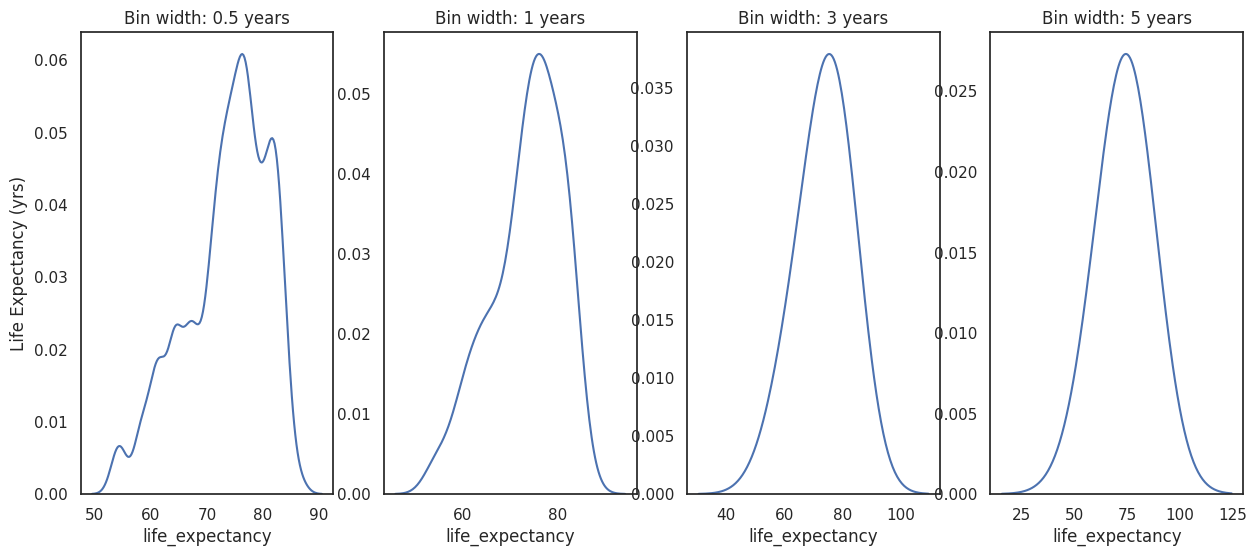 Bin width: 0.5 years
Bin width: 1 years
Bin width: 3 years
Bin width: 5 years
Life Expectancy (yrs)
0.06
0.05
0.04
0.03
0.02
0.01
0.00
50 60 70 80 90
life_expectancy
0.05
0.04
0.03
0.02
0.01
0.00
60 80
life_expectancy
0.035
0.030
0.025
0.020
0.015
0.010
0.005
0.000
40 60 80 100
life_expectancy
0.025
0.020
0.015
0.010
0.005
0.000
25 50 75 100 125
life_expectancy